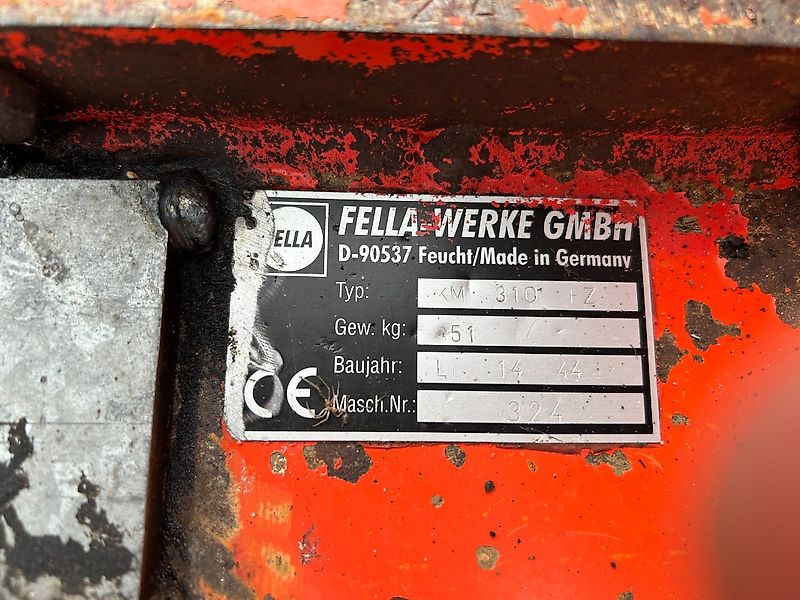 FELLA
FELLA-WERKE GMBH
D-90537 Feucht/Made in Germany
Typ: KM 310 FZ
Gew. kg: 51
Baujahr: 14 44
Masch.Nr.: 324
CE